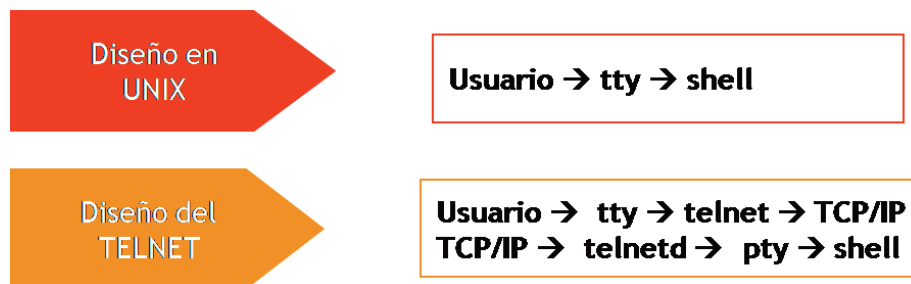 Diseño en
UNIX
Usuario → tty → shell
Diseño del
TELNET
Usuario → tty → telnet → TCP/IP
TCP/IP → telnetd → pty → shell